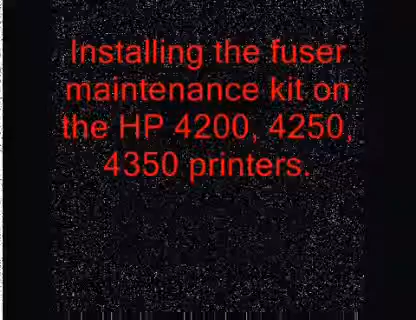 Installing the fuser
maintenance kit on
the HP 4200, 4250,
4350 printers.